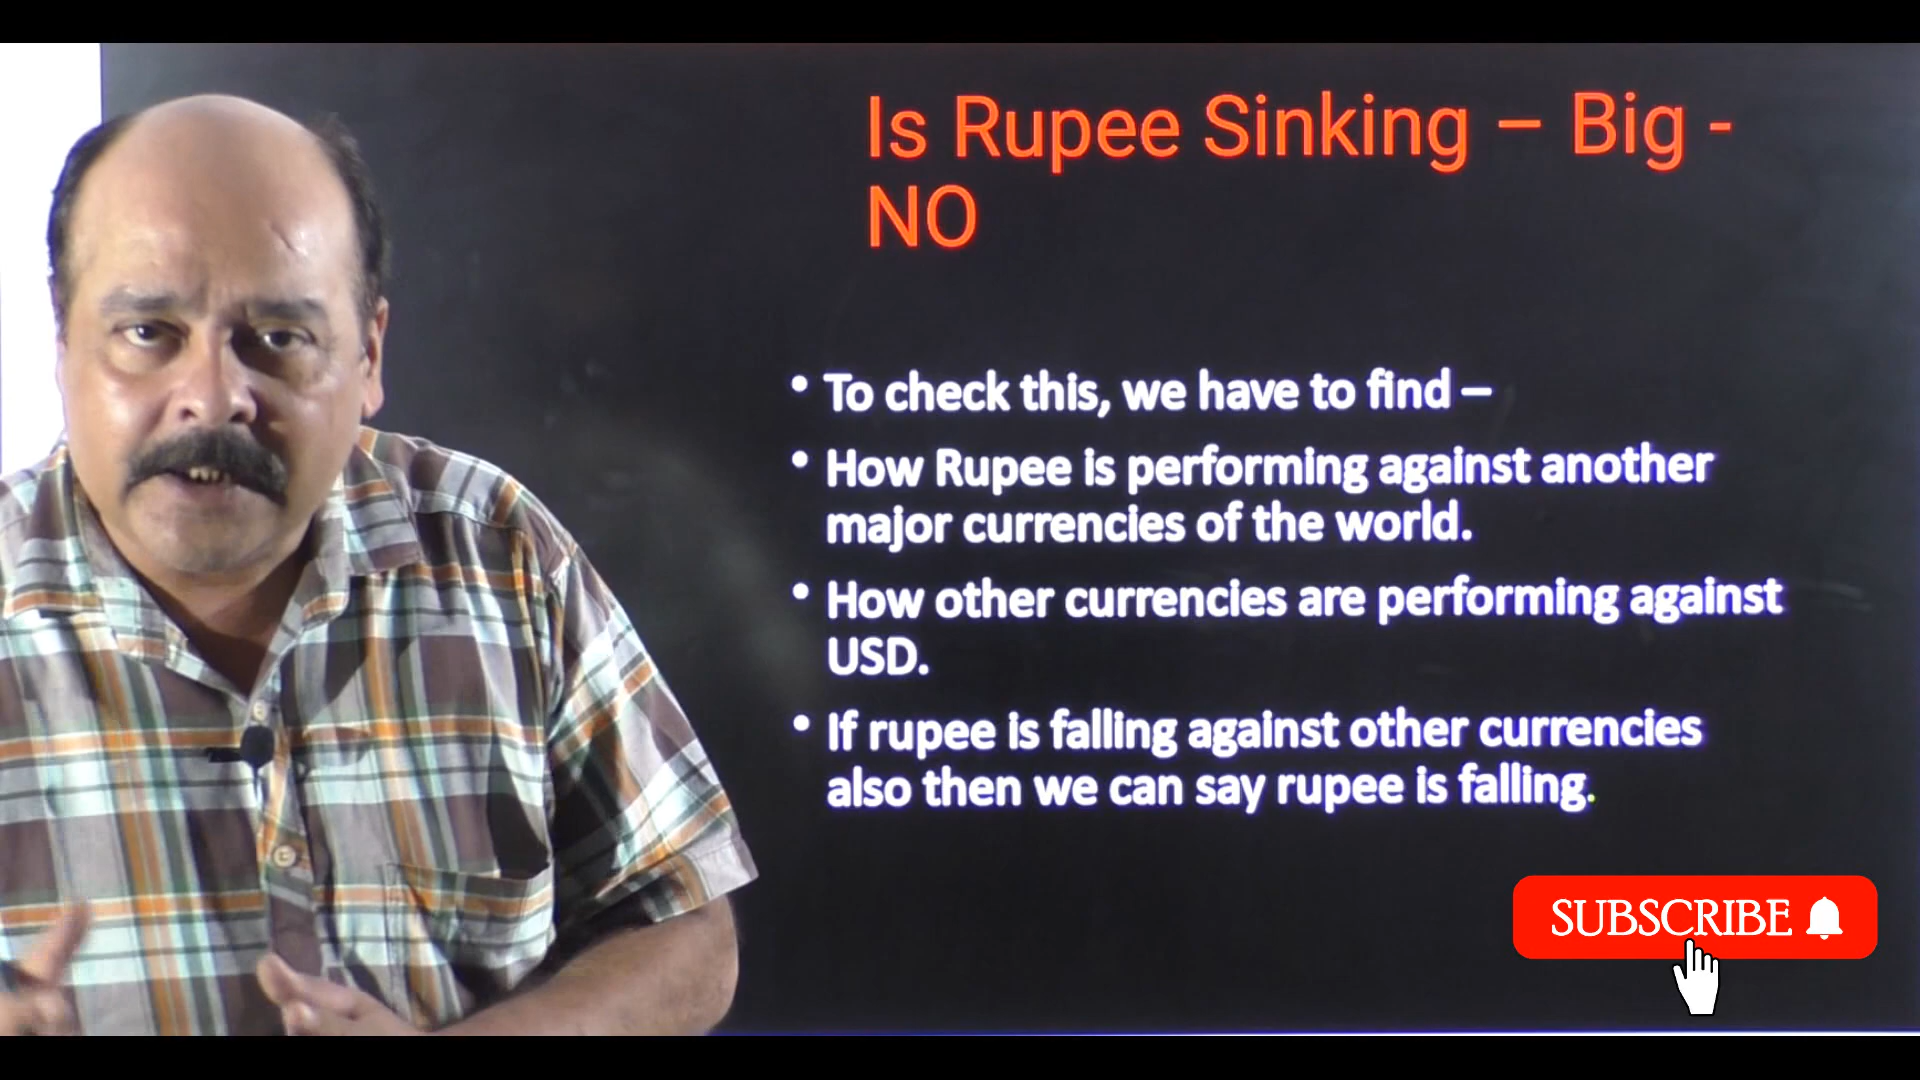 Is Rupee Sinking – Big -
NO
• To check this, we have to find –
• How Rupee is performing against another
major currencies of the world.
• How other currencies are performing against
USD.
• If rupee is falling against other currencies
also then we can say rupee is falling.
SUBSCRIBE